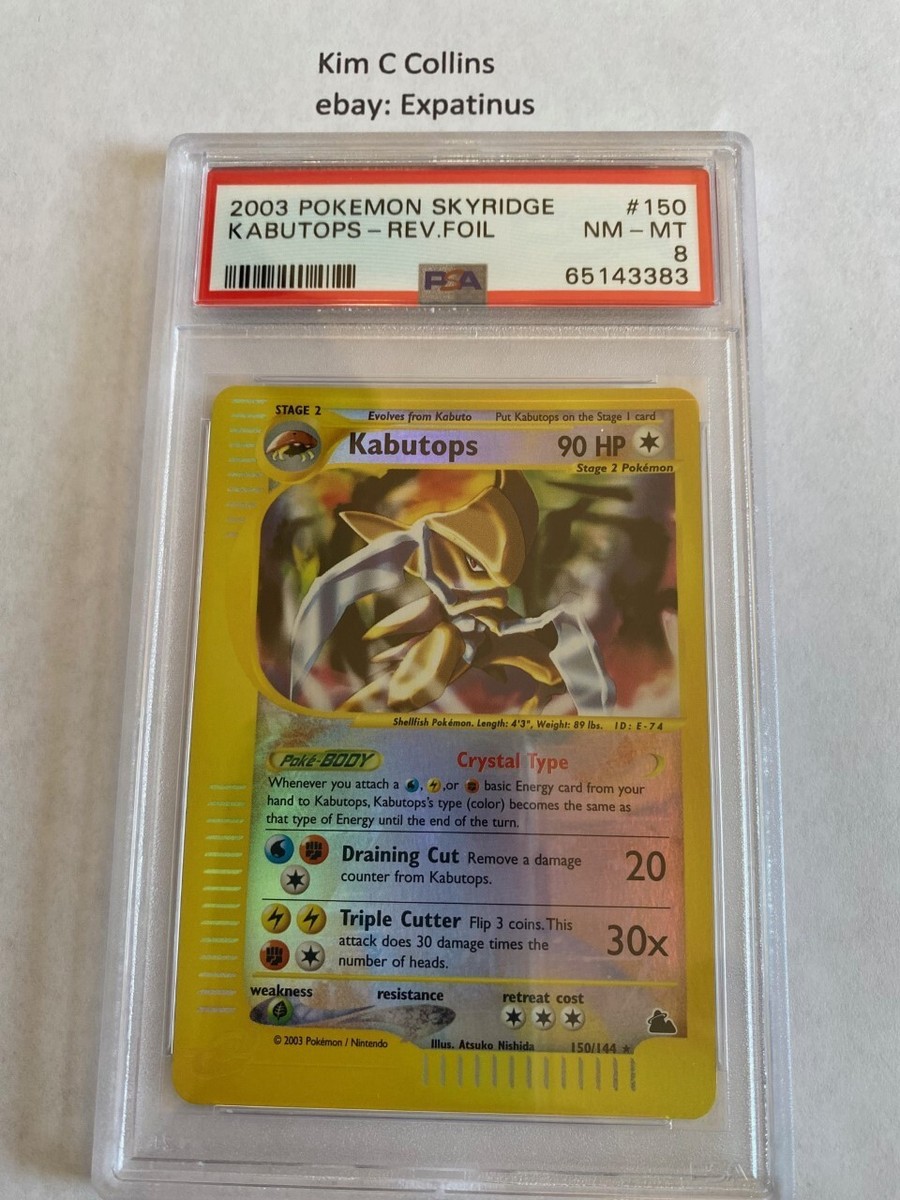 Kim C Collins
ebay: Expatinus
2003 POKEMON SKYRIDGE #150
KABUTOPS - REV.FOIL NM - MT
8
PSA 65143383
STAGE 2 Evolves from Kabuto Put Kabutops on the Stage 1 card
Kabutops 90 HP
Stage 2 Pokémon
Shellfish Pokémon. Length: 4'3", Weight: 89 lbs. ID: E-74
Poké-BODY Crystal Type
Whenever you attach a , ,or basic Energy card from your
hand to Kabutops, Kabutops's type (color) becomes the same as
that type of Energy until the end of the turn.
Draining Cut Remove a damage 20
counter from Kabutops.
Triple Cutter Flip 3 coins. This
attack does 30 damage times the 30x
number of heads.
weakness resistance retreat cost
© 2003 Pokémon / Nintendo Illus. Atsuko Nishida 150/144 ★